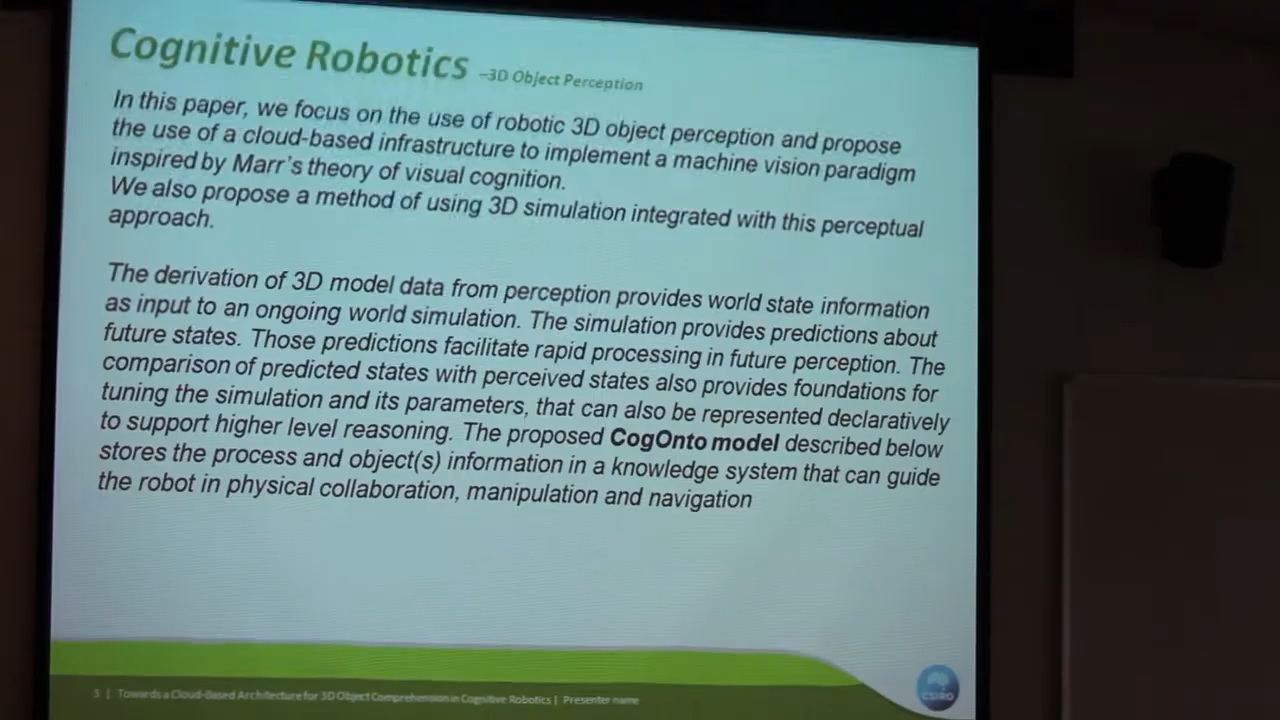 Cognitive Robotics –3D Object Perception
In this paper, we focus on the use of robotic 3D object perception and propose
the use of a cloud-based infrastructure to implement a machine vision paradigm
inspired by Marr's theory of visual cognition.
We also propose a method of using 3D simulation integrated with this perceptual
approach.
The derivation of 3D model data from perception provides world state information
as input to an ongoing world simulation. The simulation provides predictions about
future states. Those predictions facilitate rapid processing in future perception. The
comparison of predicted states with perceived states also provides foundations for
tuning the simulation and its parameters, that can also be represented declaratively
to support higher level reasoning. The proposed CogOnto model described below
stores the process and object(s) information in a knowledge system that can guide
the robot in physical collaboration, manipulation and navigation
3 | Towards a Cloud-Based Architecture for 3D Object Comprehension in Cognitive Robotics | Presenter name
CSIRO